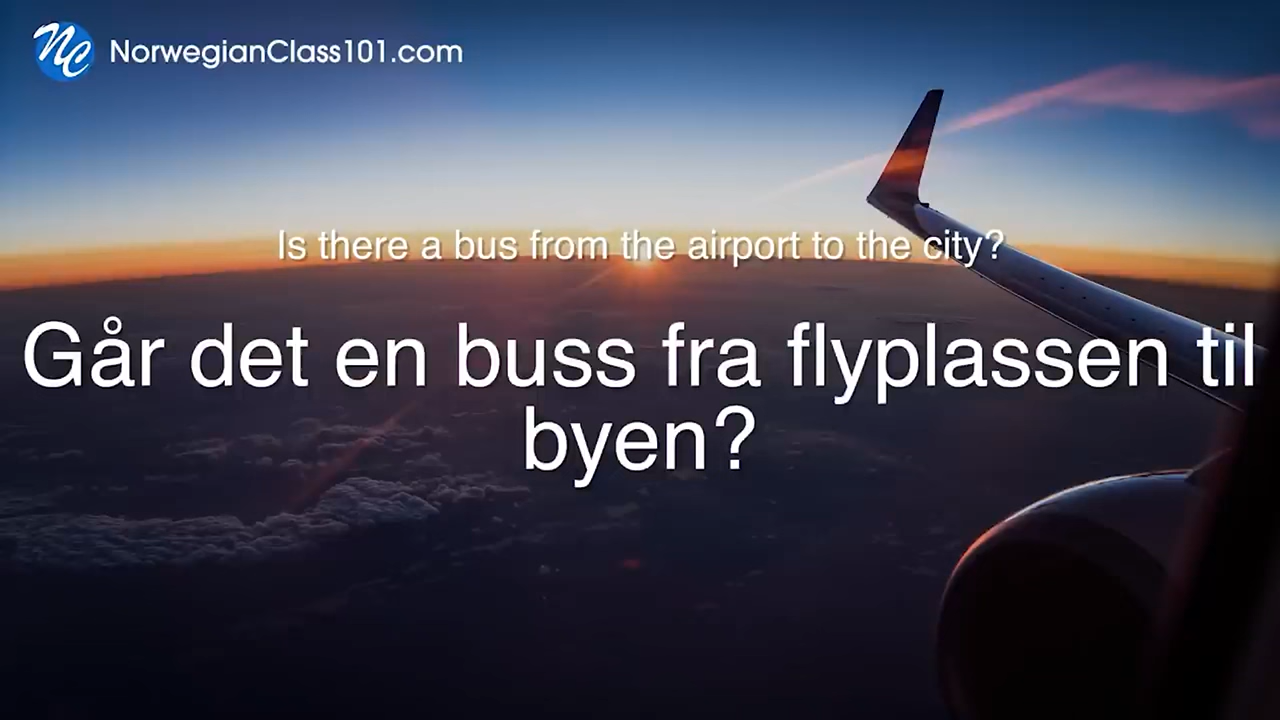 NC NorwegianClass101.com
Is there a bus from the airport to the city?
Går det en buss fra flyplassen til
byen?